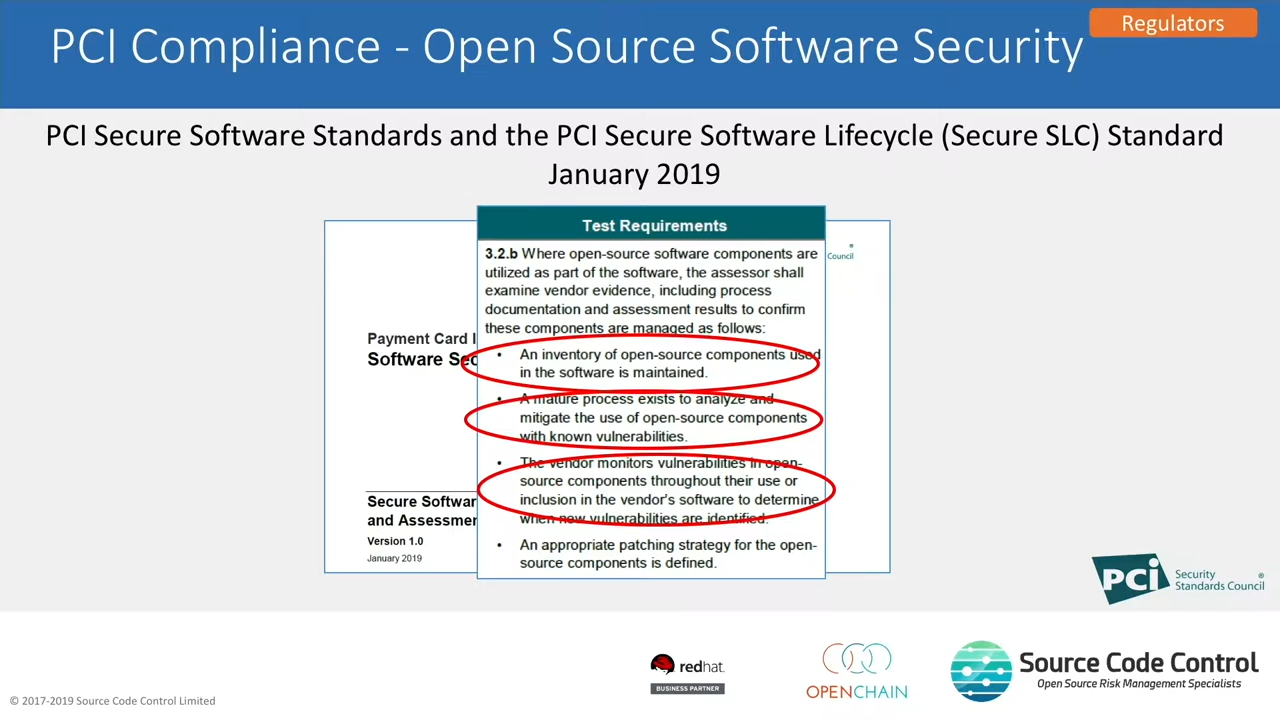 Regulators
PCI Compliance - Open Source Software Security
PCI Secure Software Standards and the PCI Secure Software Lifecycle (Secure SLC) Standard
January 2019
Test Requirements
3.2.b Where open-source software components are
utilized as part of the software, the assessor shall
examine vendor evidence, including process
documentation and assessment results to confirm
these components are managed as follows:
• An inventory of open-source components used
in the software is maintained.
• A mature process exists to analyze and
mitigate the use of open-source components
with known vulnerabilities.
• The vendor monitors vulnerabilities in open-
source components throughout their use or
inclusion in the vendor's software to determine
when new vulnerabilities are identified.
• An appropriate patching strategy for the open-
source components is defined.
Payment Card I
Software Sec
Secure Softwar
and Assessmen
Version 1.0
January 2019
®
Council
PCi Security ®
Standards Council
redhat.
BUSINESS PARTNER
OPENCHAIN
Source Code Control
Open Source Risk Management Specialists
© 2017-2019 Source Code Control Limited